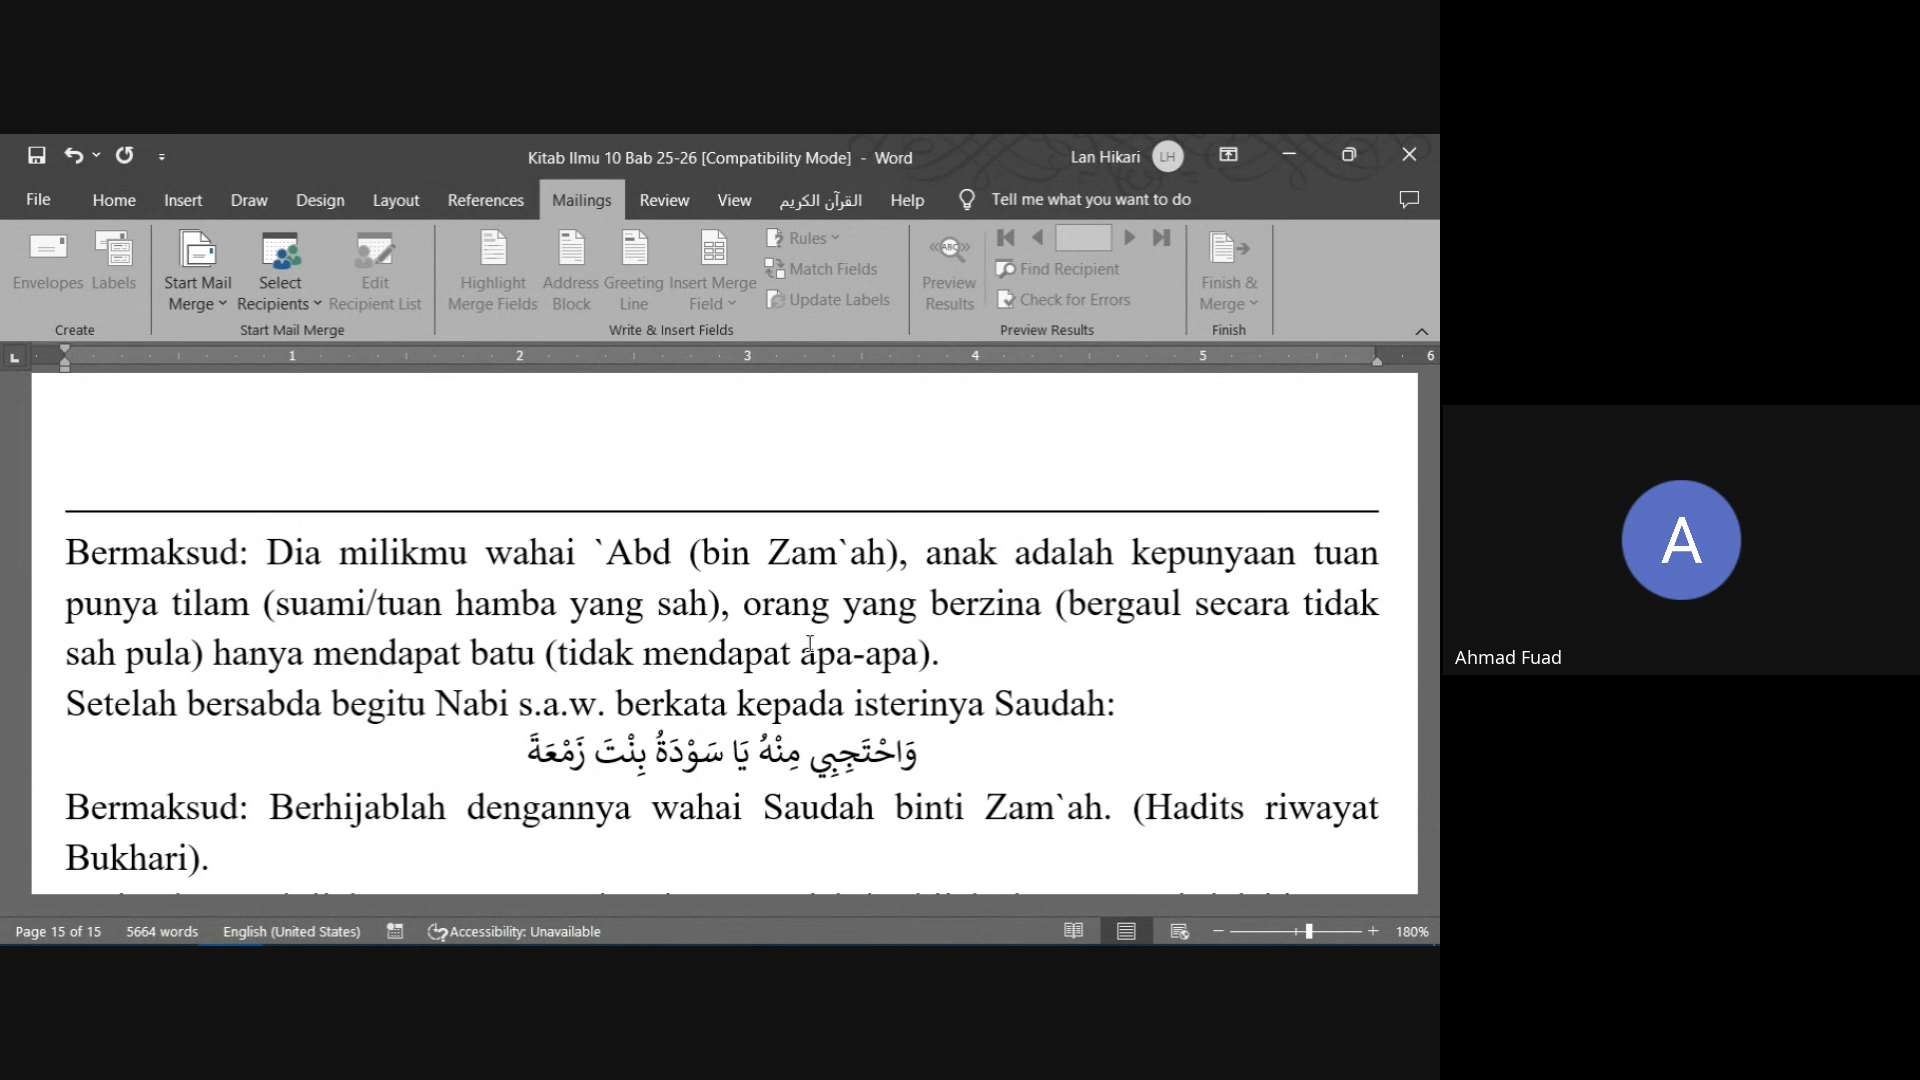 Kitab Ilmu 10 Bab 25-26 [Compatibility Mode] - Word
Lan Hikari
LH
File Home Insert Draw Design Layout References Mailings Review View القرآن الكريم Help Tell me what you want to do
Envelopes Labels
Create
Start Mail Merge
Select Recipients
Edit Recipient List
Start Mail Merge
Highlight Merge Fields
Address Block
Greeting Line
Insert Merge Field
Rules
Match Fields
Update Labels
Write & Insert Fields
ABC
Preview Results
Find Recipient
Check for Errors
Preview Results
Finish & Merge
Finish
1 2 3 4 5 6
Bermaksud: Dia milikmu wahai `Abd (bin Zam`ah), anak adalah kepunyaan tuan
punya tilam (suami/tuan hamba yang sah), orang yang berzina (bergaul secara tidak
sah pula) hanya mendapat batu (tidak mendapat apa-apa).
Setelah bersabda begitu Nabi s.a.w. berkata kepada isterinya Saudah:
وَاحْتَجِبِي مِنْهُ يَا سَوْدَةُ بِنْتَ زَمْعَةَ
Bermaksud: Berhijablah dengannya wahai Saudah binti Zam`ah. (Hadits riwayat
Bukhari).
Page 15 of 15 5664 words English (United States) Accessibility: Unavailable 180%
A
Ahmad Fuad